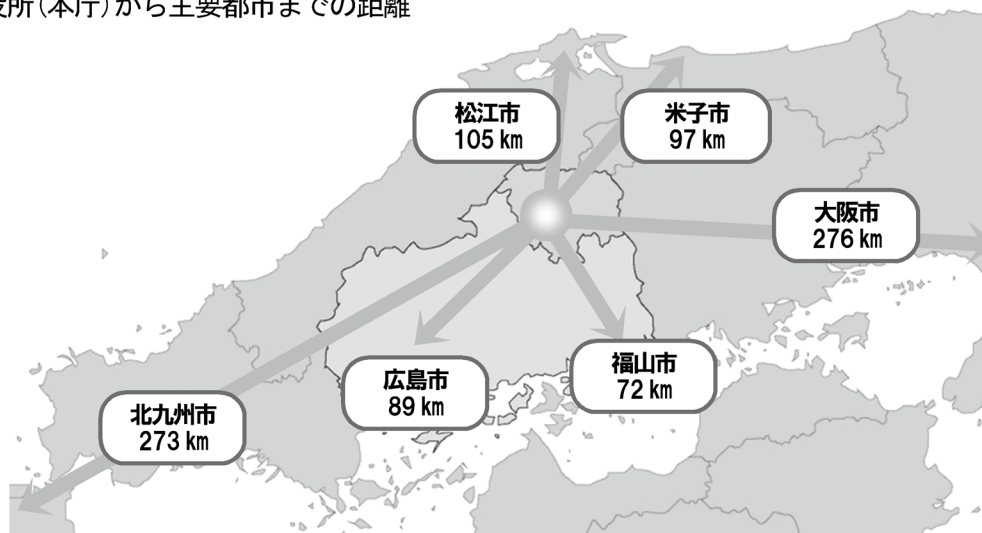 所(本庁)から主要都市までの距離
松江市
105 km
米子市
97 km
大阪市
276 km
福山市
72 km
広島市
89 km
北九州市
273 km